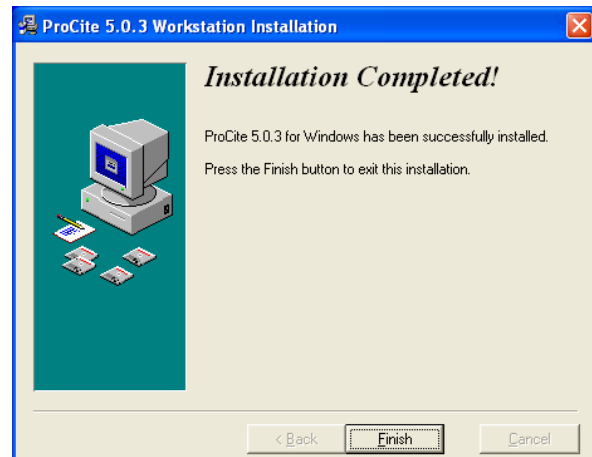 ProCite 5.0.3 Workstation Installation
Installation Completed!
ProCite 5.0.3 for Windows has been successfully installed.
Press the Finish button to exit this installation.
< Back
Finish
Cancel